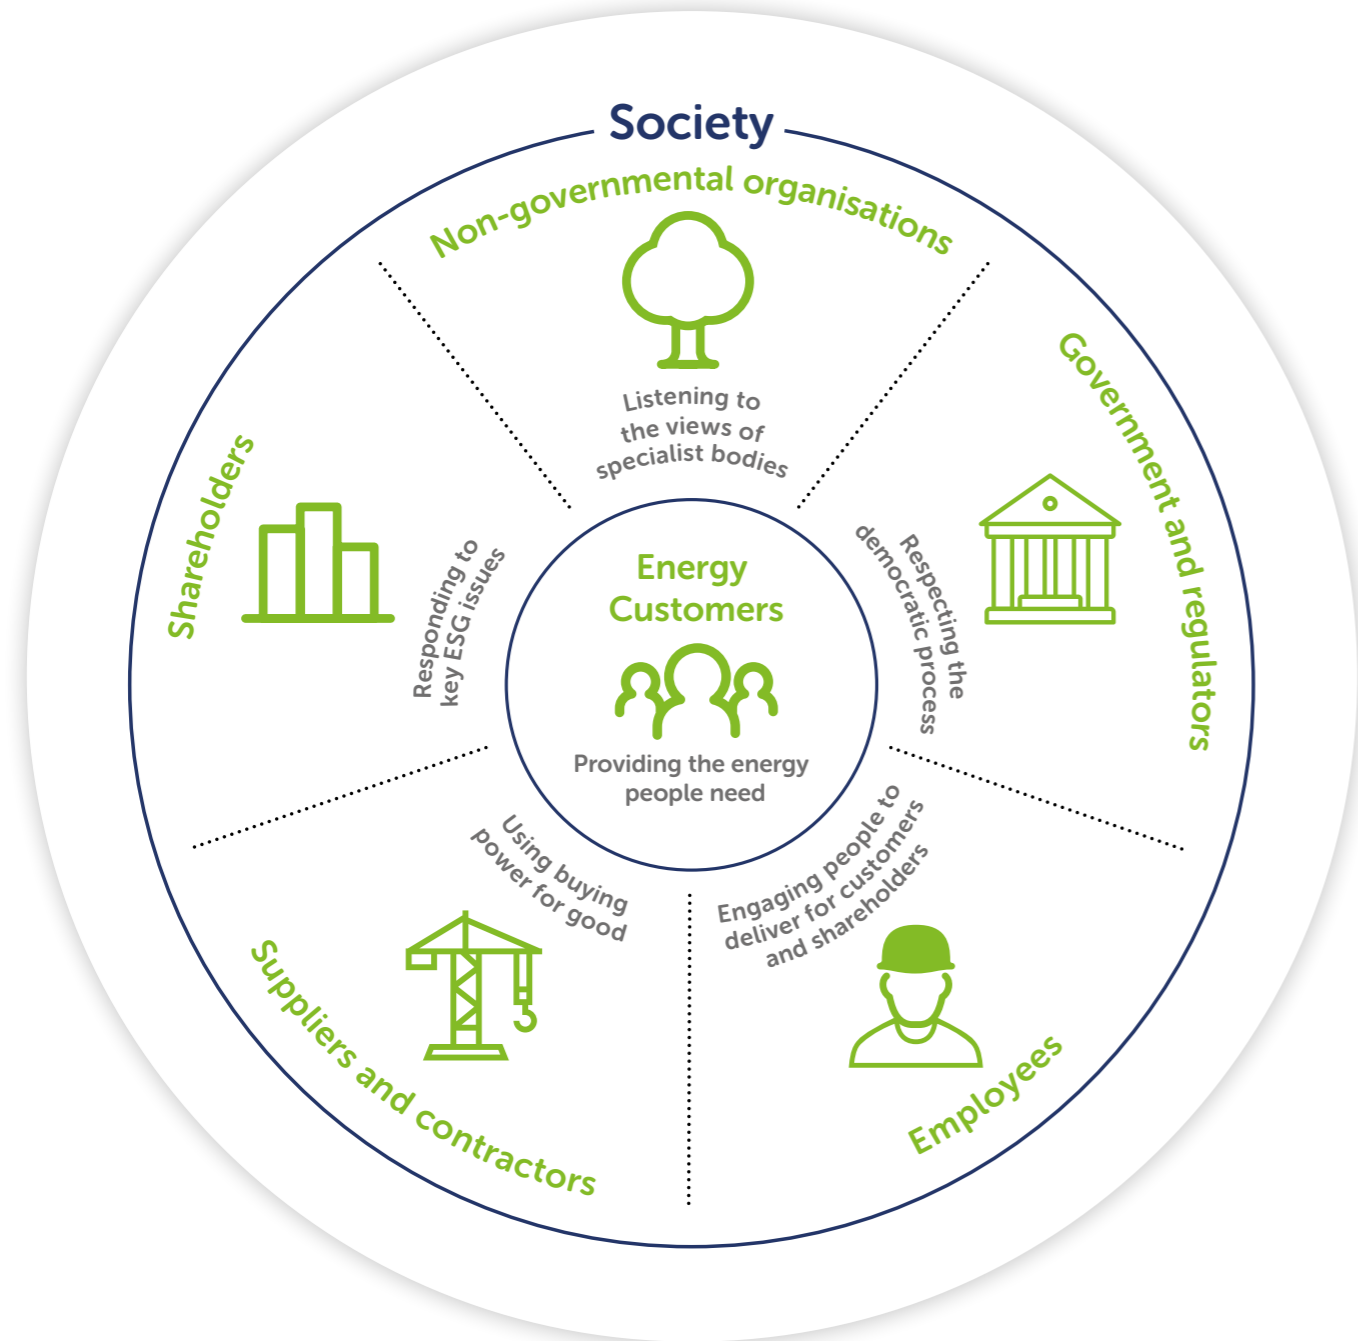 Society
Non-governmental organisations
Listening to
the views of
specialist bodies
Government and regulators
Respecting the
democratic process
Employees
Engaging people to
deliver for customers
and shareholders
Suppliers and contractors
Using buying
power for good
Shareholders
Responding to
key ESG issues
Energy
Customers
Providing the energy
people need